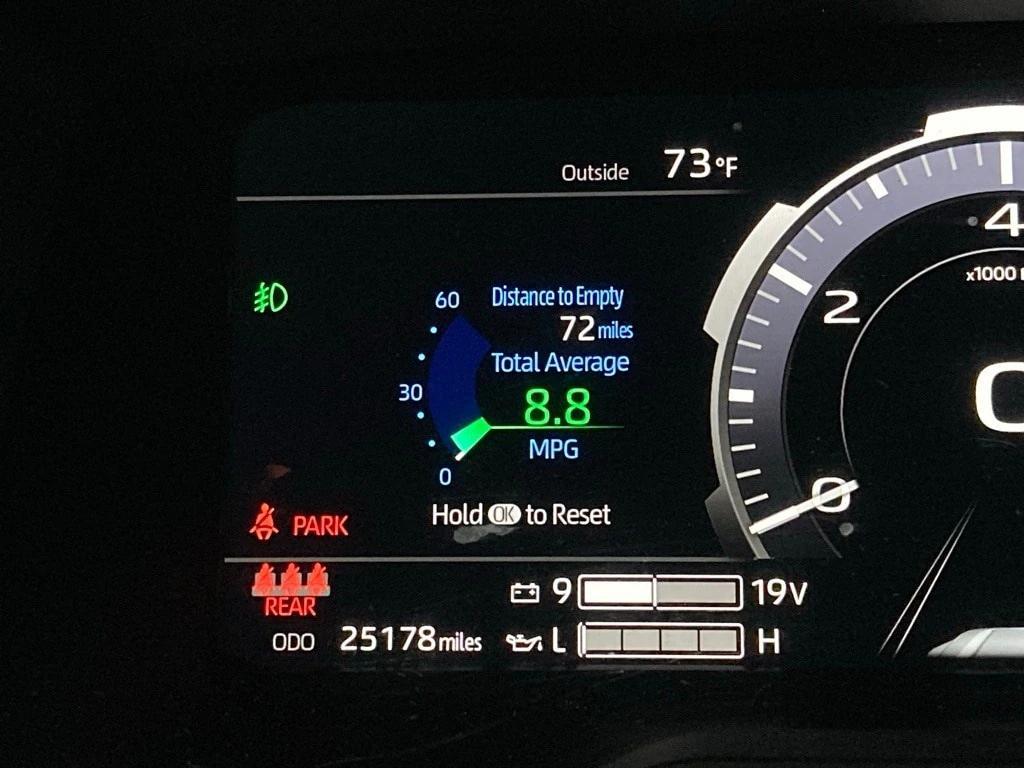 Outside 73°F
4
x1000
2
60
Distance to Empty
72 miles
Total Average
30
8.8
MPG
0
0
0
Hold OK to Reset
PARK
REAR
9 19V
ODO 25178 miles
L H